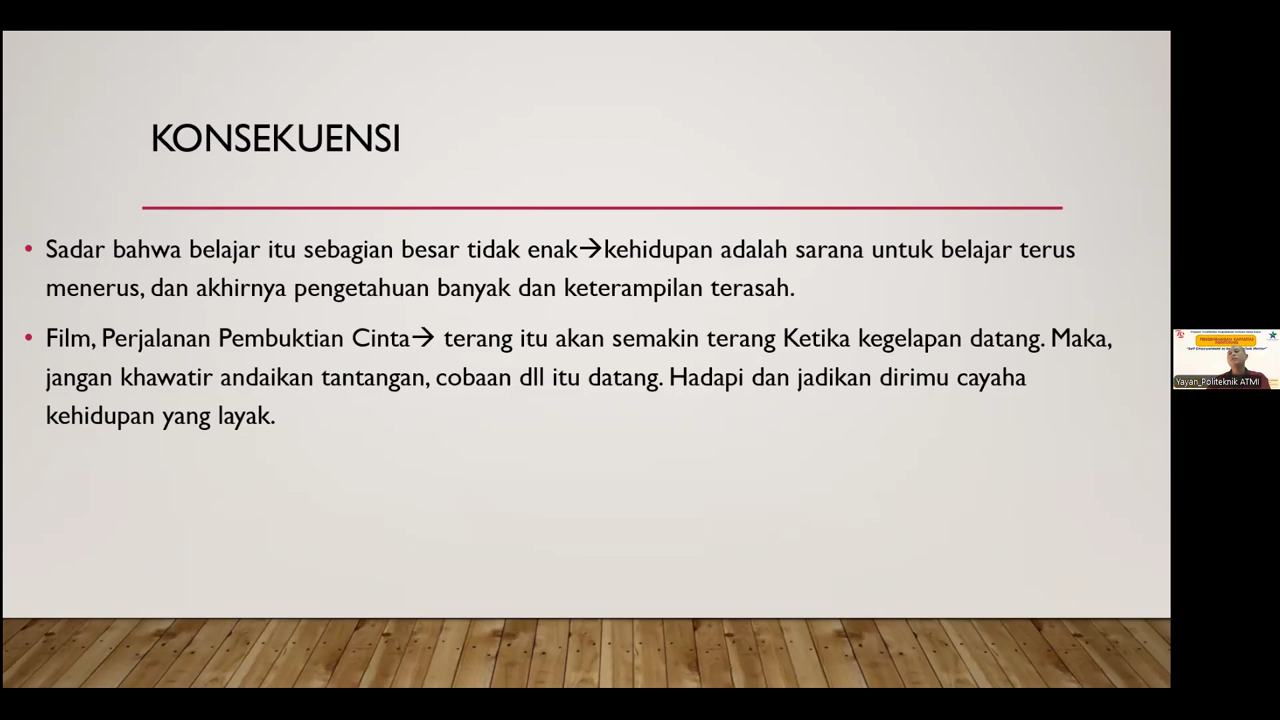 KONSEKUENSI
• Sadar bahwa belajar itu sebagian besar tidak enak→kehidupan adalah sarana untuk belajar terus
menerus, dan akhirnya pengetahuan banyak dan keterampilan terasah.
• Film, Perjalanan Pembuktian Cinta→ terang itu akan semakin terang Ketika kegelapan datang. Maka,
jangan khawatir andaikan tantangan, cobaan dll itu datang. Hadapi dan jadikan dirimu cayaha
kehidupan yang layak.
Yayan_Politeknik ATMI